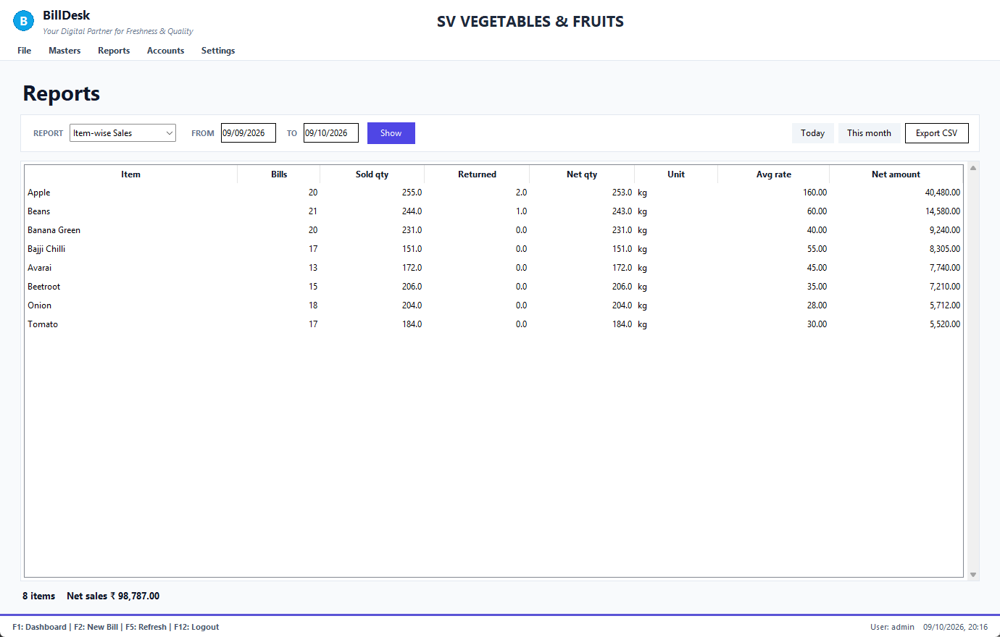 B BillDesk
Your Digital Partner for Freshness & Quality
SV VEGETABLES & FRUITS
File Masters Reports Accounts Settings
Reports
REPORT Item-wise Sales FROM 09/09/2026 TO 09/10/2026 Show Today This month Export CSV
Item Bills Sold qty Returned Net qty Unit Avg rate Net amount
Apple 20 255.0 2.0 253.0 kg 160.00 40,480.00
Beans 21 244.0 1.0 243.0 kg 60.00 14,580.00
Banana Green 20 231.0 0.0 231.0 kg 40.00 9,240.00
Bajji Chilli 17 151.0 0.0 151.0 kg 55.00 8,305.00
Avarai 13 172.0 0.0 172.0 kg 45.00 7,740.00
Beetroot 15 206.0 0.0 206.0 kg 35.00 7,210.00
Onion 18 204.0 0.0 204.0 kg 28.00 5,712.00
Tomato 17 184.0 0.0 184.0 kg 30.00 5,520.00
8 items Net sales ₹ 98,787.00
F1: Dashboard | F2: New Bill | F5: Refresh | F12: Logout User: admin 09/10/2026, 20:16